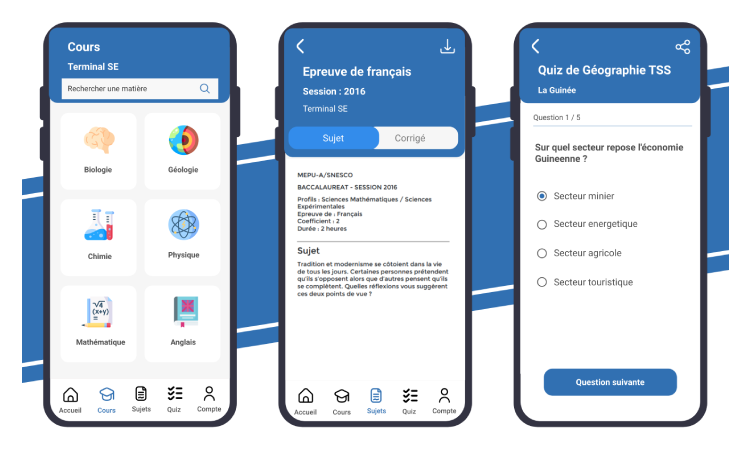 Cours
Terminal SE
Rechercher une matière
Biologie
Géologie
Chimie
Physique
√4
(x+y)
=
Mathématique
Anglais
Accueil
Cours
Sujets
Quiz
Compte
Epreuve de français
Session : 2016
Terminal SE
Sujet
Corrigé
MEPU-A/SNESCO
BACCALAUREAT - SESSION 2016
Profils : Sciences Mathématiques / Sciences
Expérimentales
Epreuve de : Français
Coefficient : 2
Durée : 2 heures
Sujet
Tradition et modernisme se côtoient dans la vie
de tous les jours. Certaines personnes prétendent
qu'ils s'opposent alors que d'autres pensent qu'ils
se complétent. Quelles réflexions vous suggèrent
ces deux points de vue ?
Accueil
Cours
Sujets
Quiz
Compte
Quiz de Géographie TSS
La Guinée
Question 1 / 5
Sur quel secteur repose l'économie
Guineenne ?
Secteur minier
Secteur energetique
Secteur agricole
Secteur touristique
Question suivante